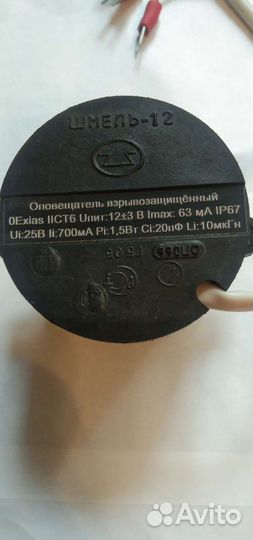 ШМЕЛЬ-12
Оповещатель взрывозащищённый
0Exias IICT6 Uпит:12±3 В Imax: 63 мА IP67
Ui:25В Ii:700мА Pi:1,5Вт Ci:20пФ Li:10мкГн
ОП066
Avito